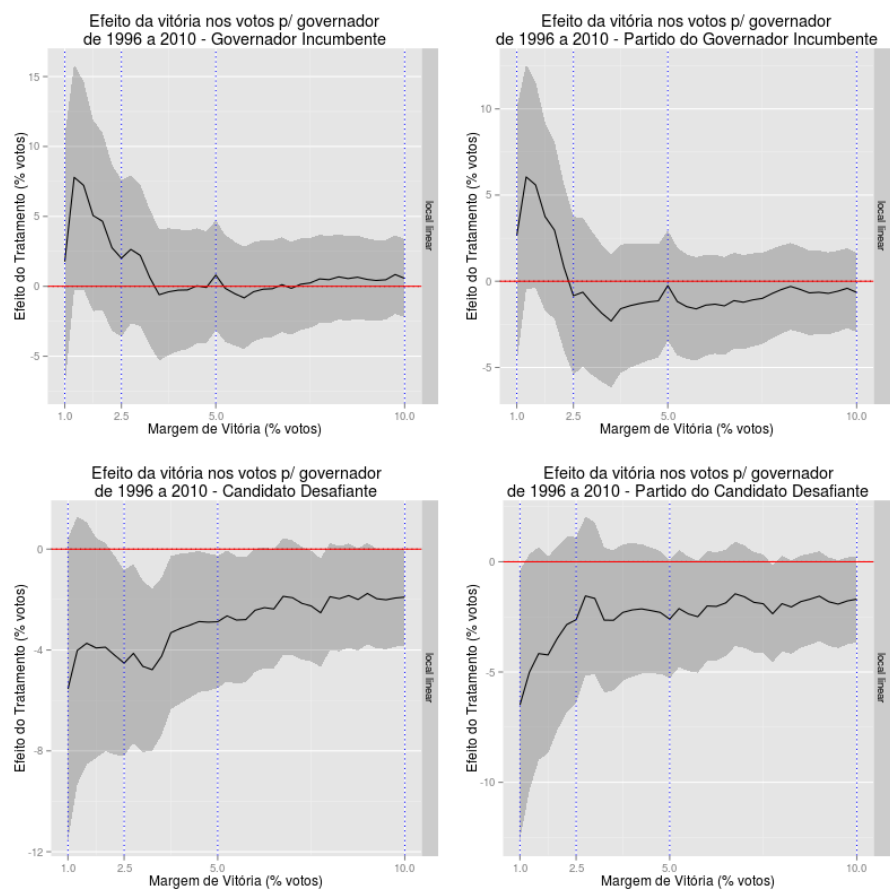 Efeito da vitória nos votos p/ governador
de 1996 a 2010 - Governador Incumbente
Efeito do Tratamento (% votos)
15
10
5
0
-5
local linear
1.0 2.5 5.0 10.0
Margem de Vitória (% votos)
Efeito da vitória nos votos p/ governador
de 1996 a 2010 - Partido do Governador Incumbente
Efeito do Tratamento (% votos)
10
5
0
-5
local linear
1.0 2.5 5.0 10.0
Margem de Vitória (% votos)
Efeito da vitória nos votos p/ governador
de 1996 a 2010 - Candidato Desafiante
Efeito do Tratamento (% votos)
0
-4
-8
-12
local linear
1.0 2.5 5.0 10.0
Margem de Vitória (% votos)
Efeito da vitória nos votos p/ governador
de 1996 a 2010 - Partido do Candidato Desafiante
Efeito do Tratamento (% votos)
0
-5
-10
local linear
1.0 2.5 5.0 10.0
Margem de Vitória (% votos)